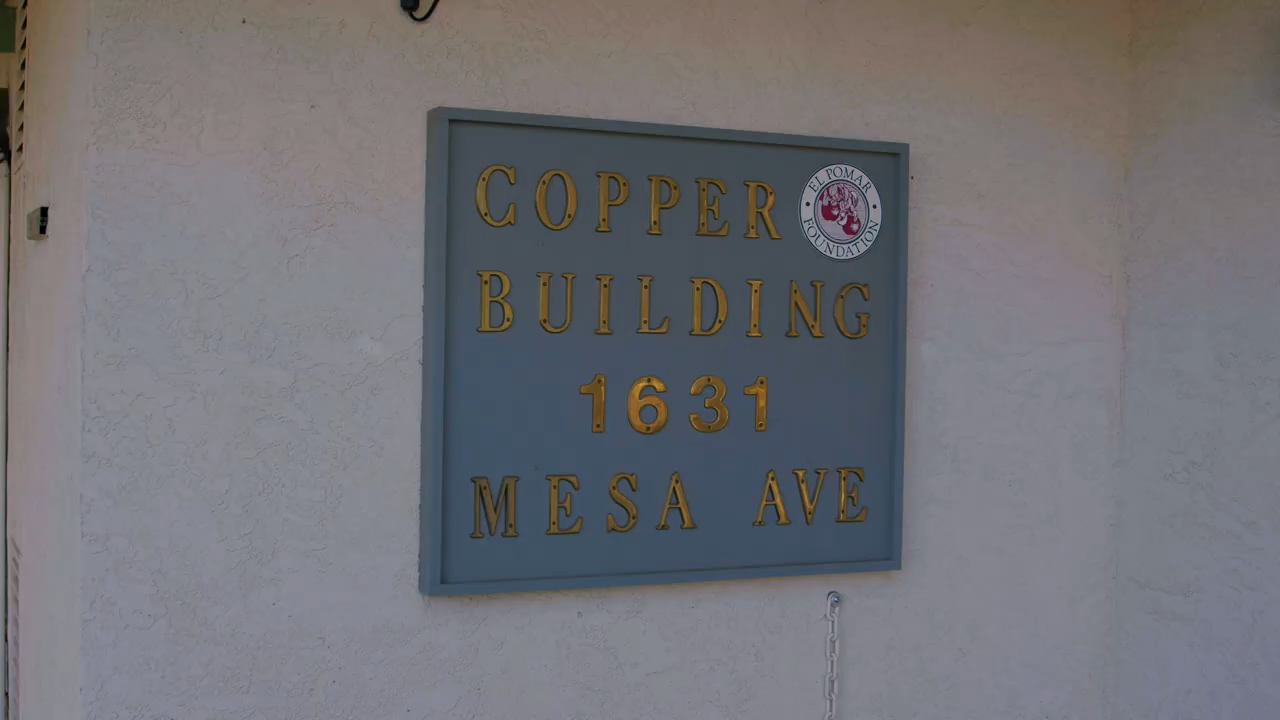 COPPER
EL POMAR
FOUNDATION
BUILDING
1631
MESA AVE